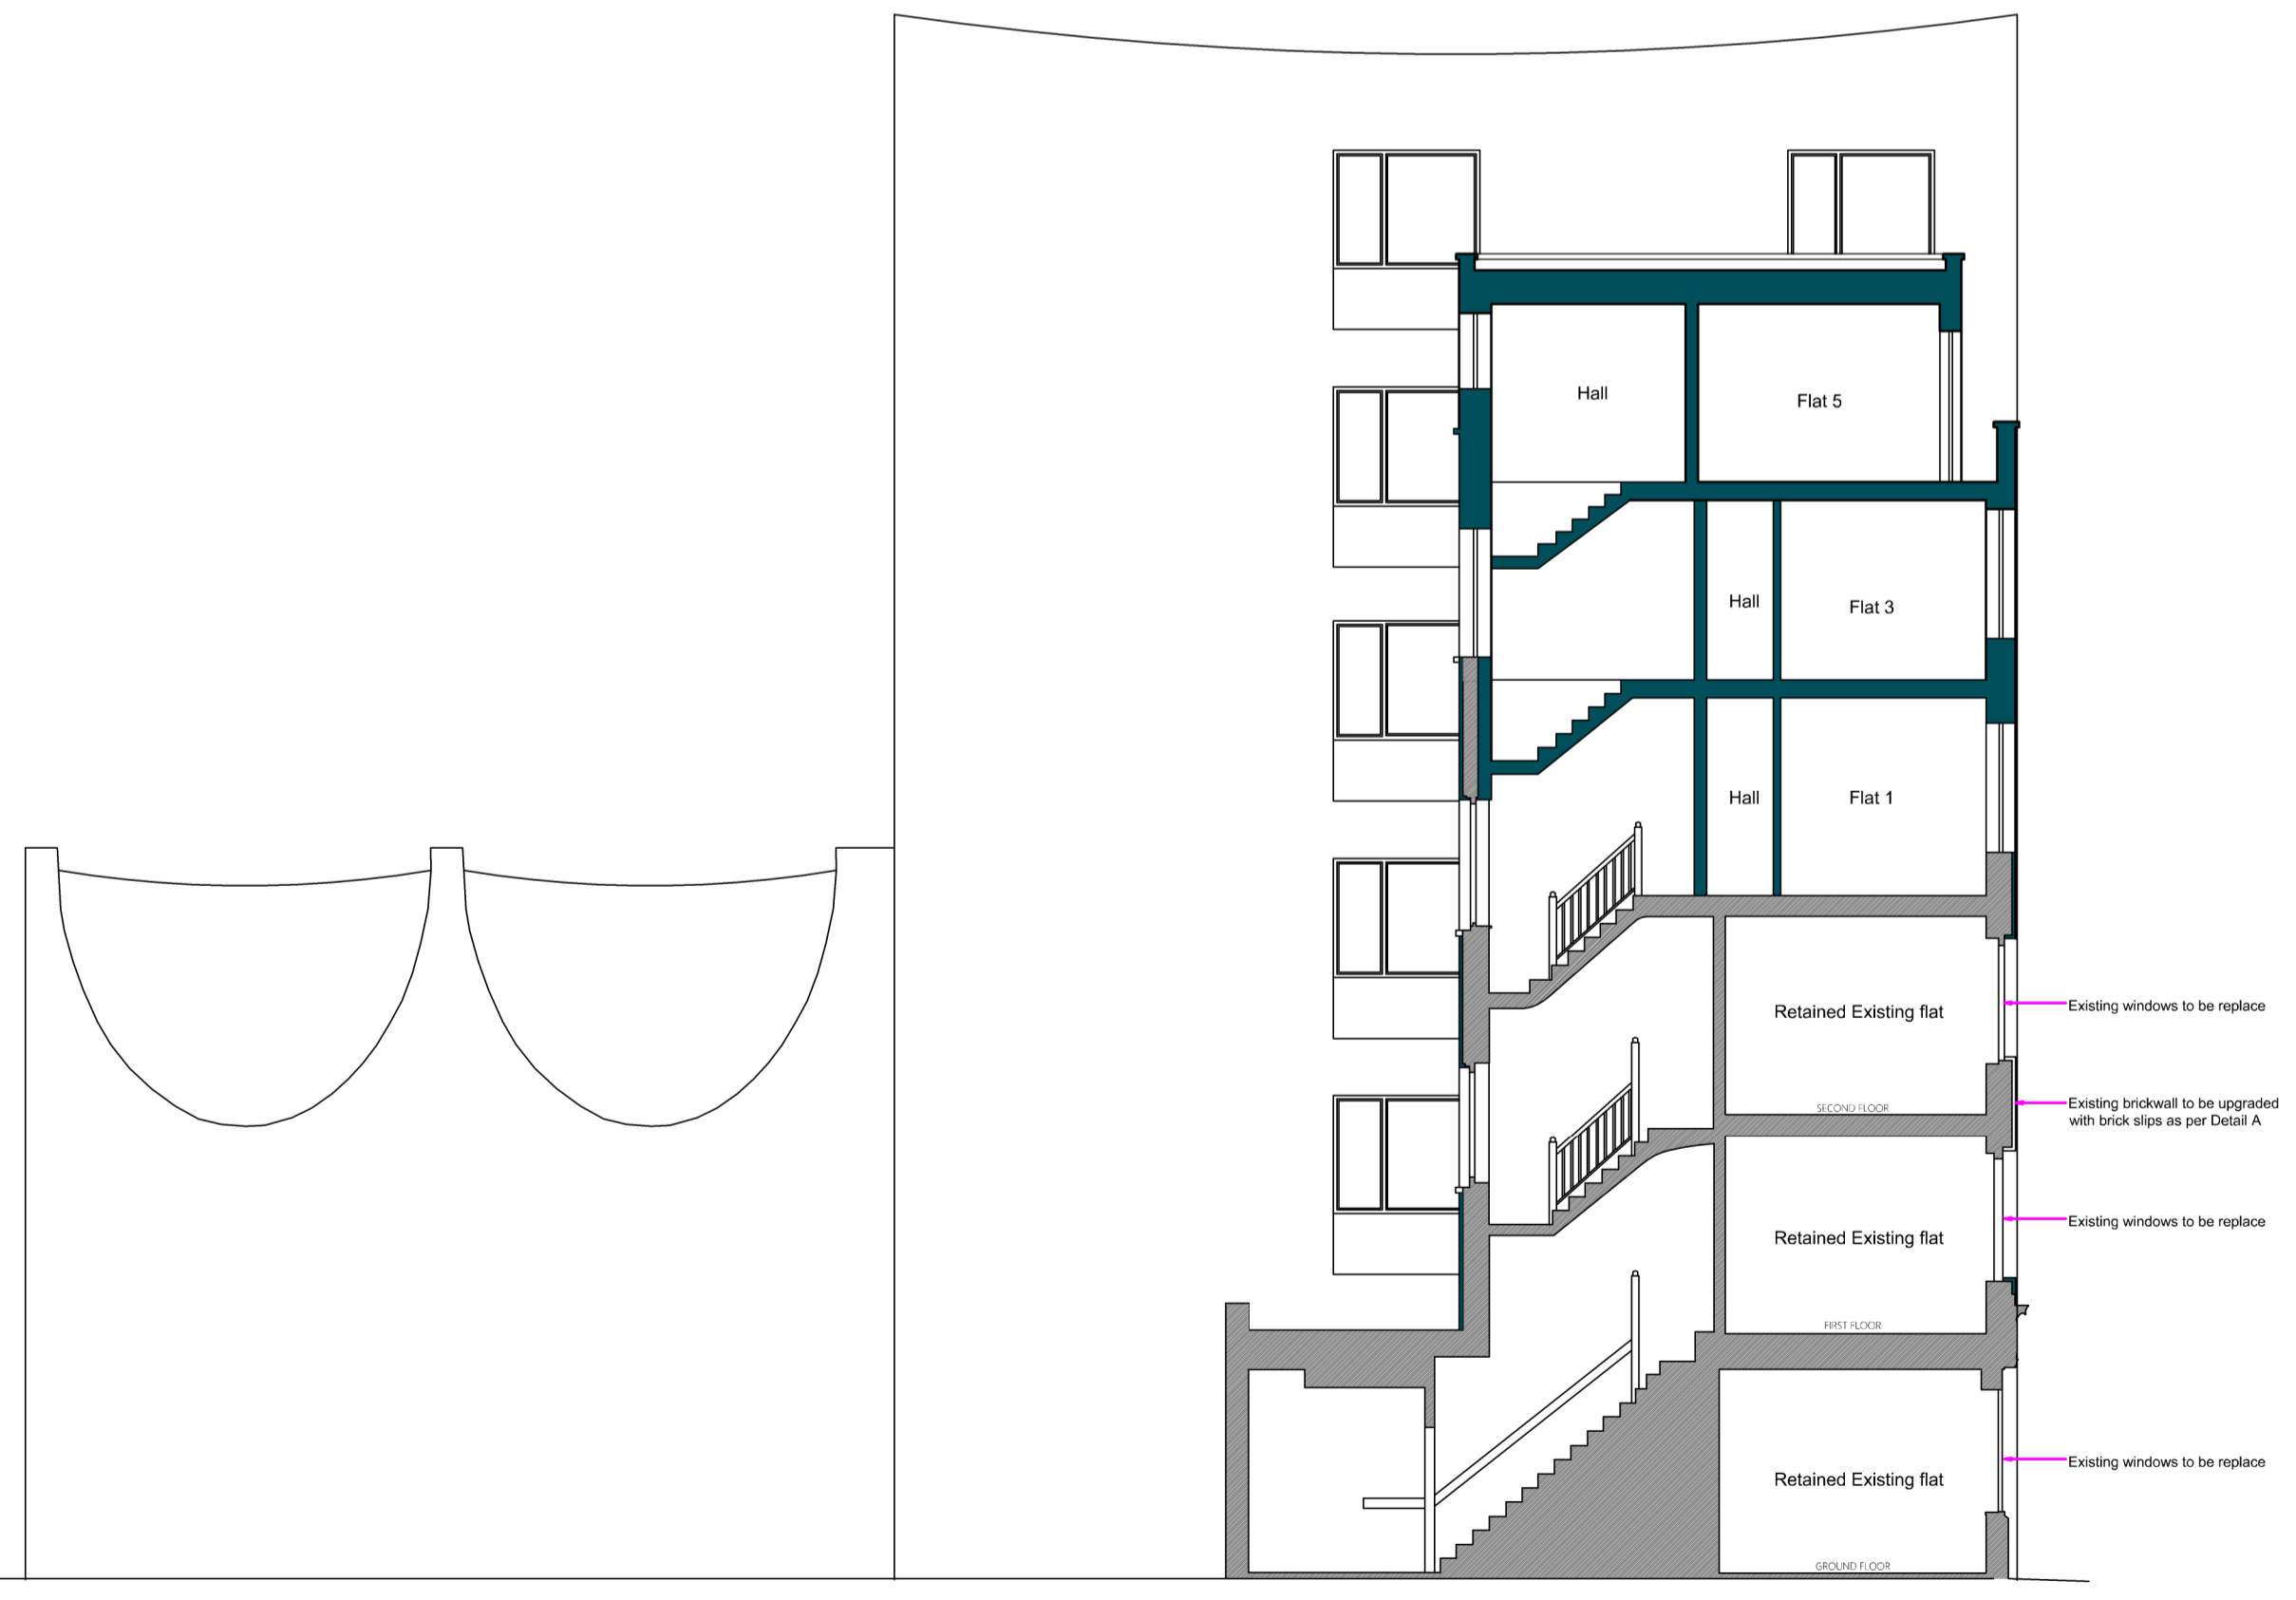 Hall
Flat 5
Hall
Flat 3
Hall
Flat 1
Retained Existing flat
Existing windows to be replace
SECOND FLOOR
Existing brickwall to be upgraded
with brick slips as per Detail A
Retained Existing flat
Existing windows to be replace
FIRST FLOOR
Retained Existing flat
Existing windows to be replace
GROUND FLOOR